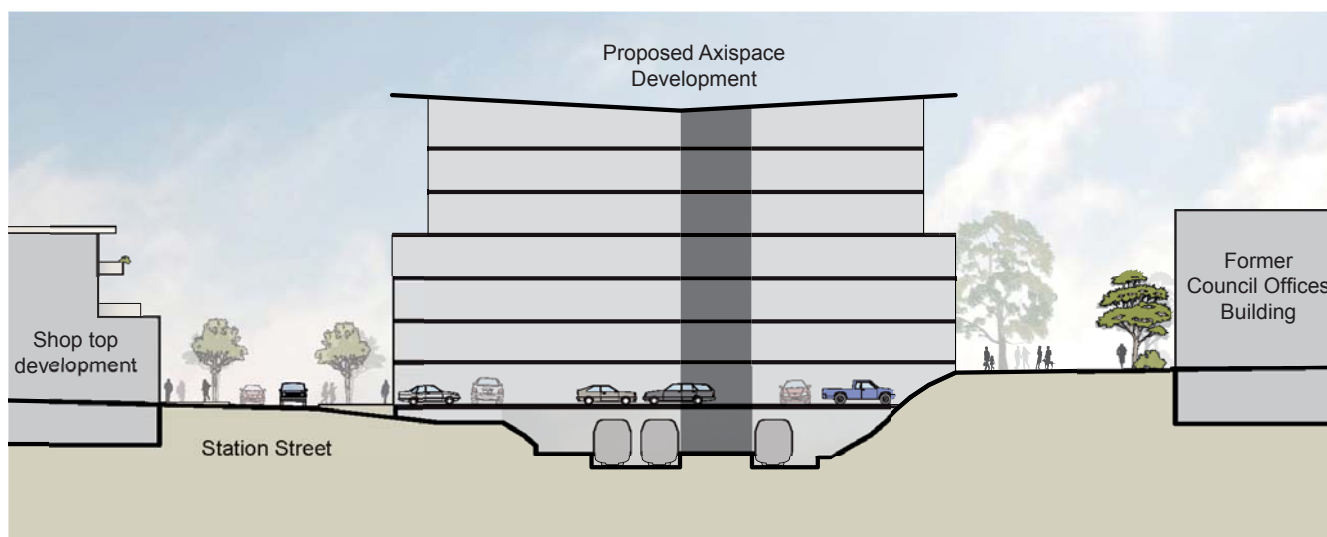 Proposed Axispace
Development
Shop top
development
Station Street
Former
Council Offices
Building